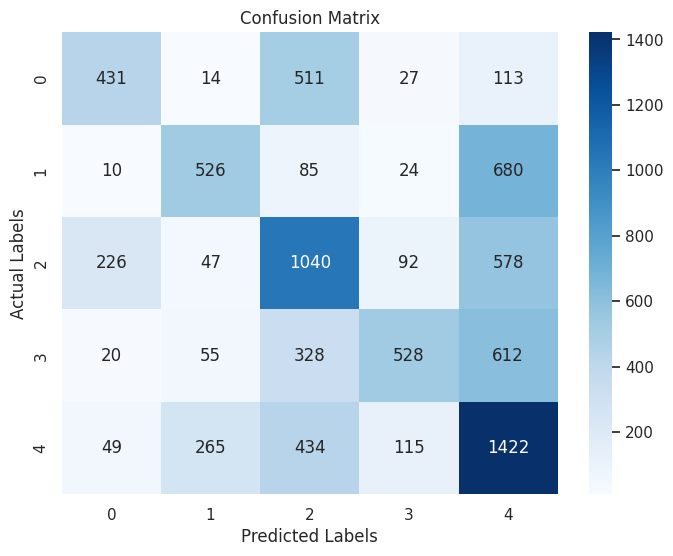 Confusion Matrix
Actual Labels
0 431 14 511 27 113
1 10 526 85 24 680
2 226 47 1040 92 578
3 20 55 328 528 612
4 49 265 434 115 1422
0 1 2 3 4
Predicted Labels
1400
1200
1000
800
600
400
200